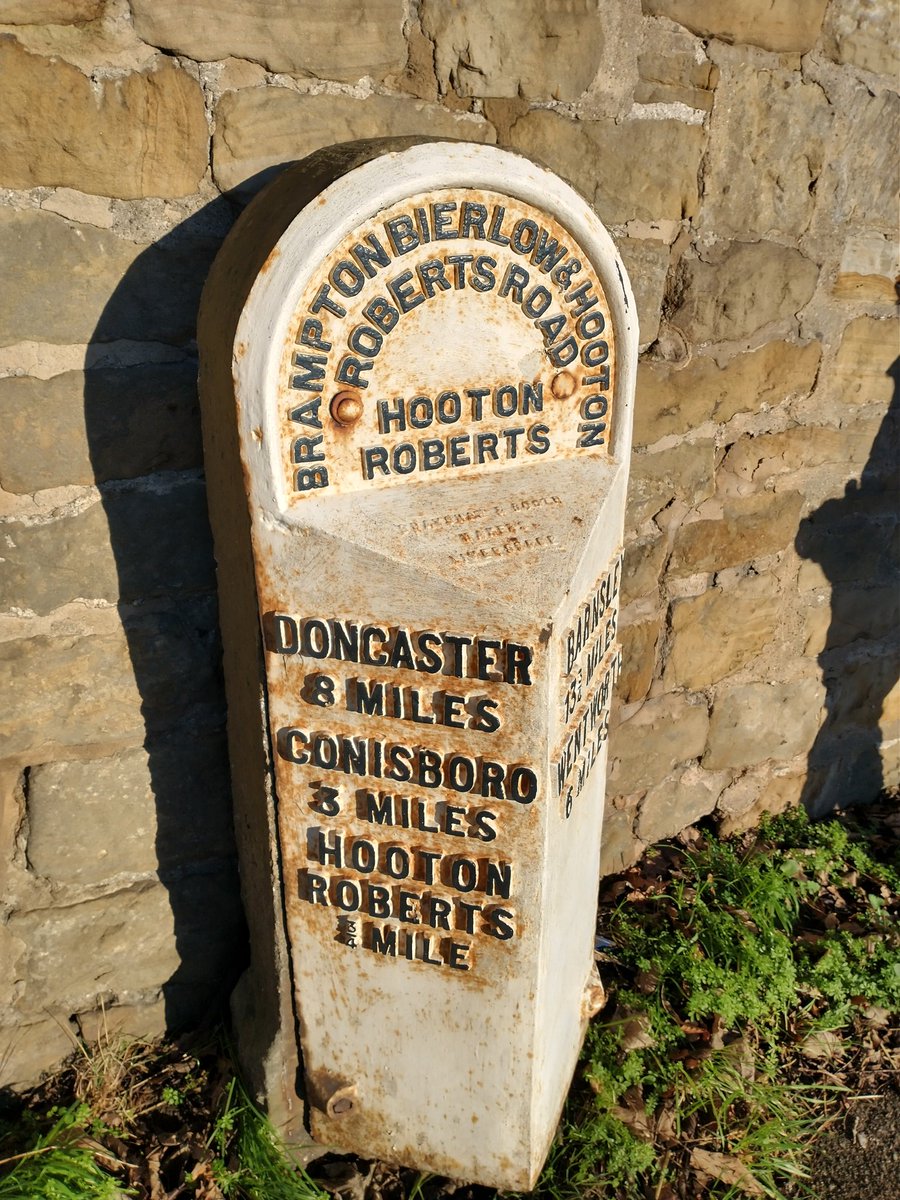 BRAMPTON BIERLOW & HOOTON
ROBERTS ROAD
HOOTON
ROBERTS
DONCASTER
8 MILES
CONISBORO
3 MILES
HOOTON
ROBERTS
¾ MILE
BARNSLE
MILES
WENTWORTH
6 MILES